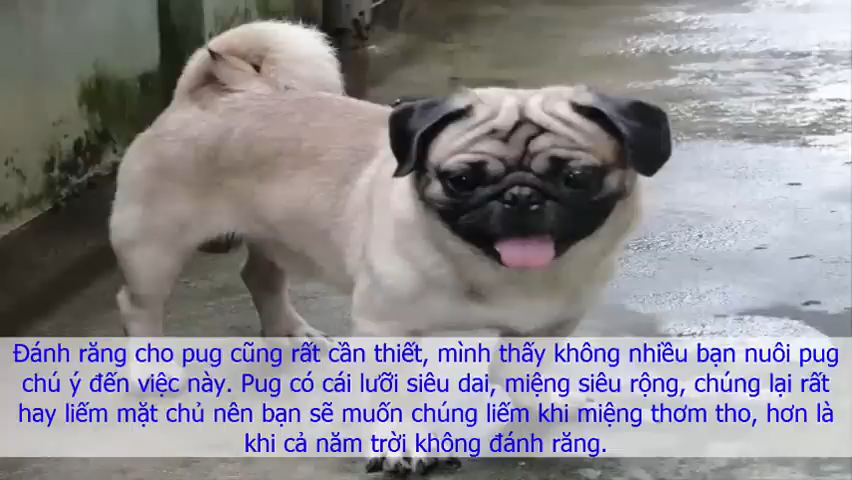 Đánh răng cho pug cũng rất cần thiết, mình thấy không nhiều bạn nuôi pug
chú ý đến việc này. Pug có cái lưỡi siêu dai, miệng siêu rộng, chúng lại rất
hay liếm mặt chủ nên bạn sẽ muốn chúng liếm khi miệng thơm tho, hơn là
khi cả năm trời không đánh răng.